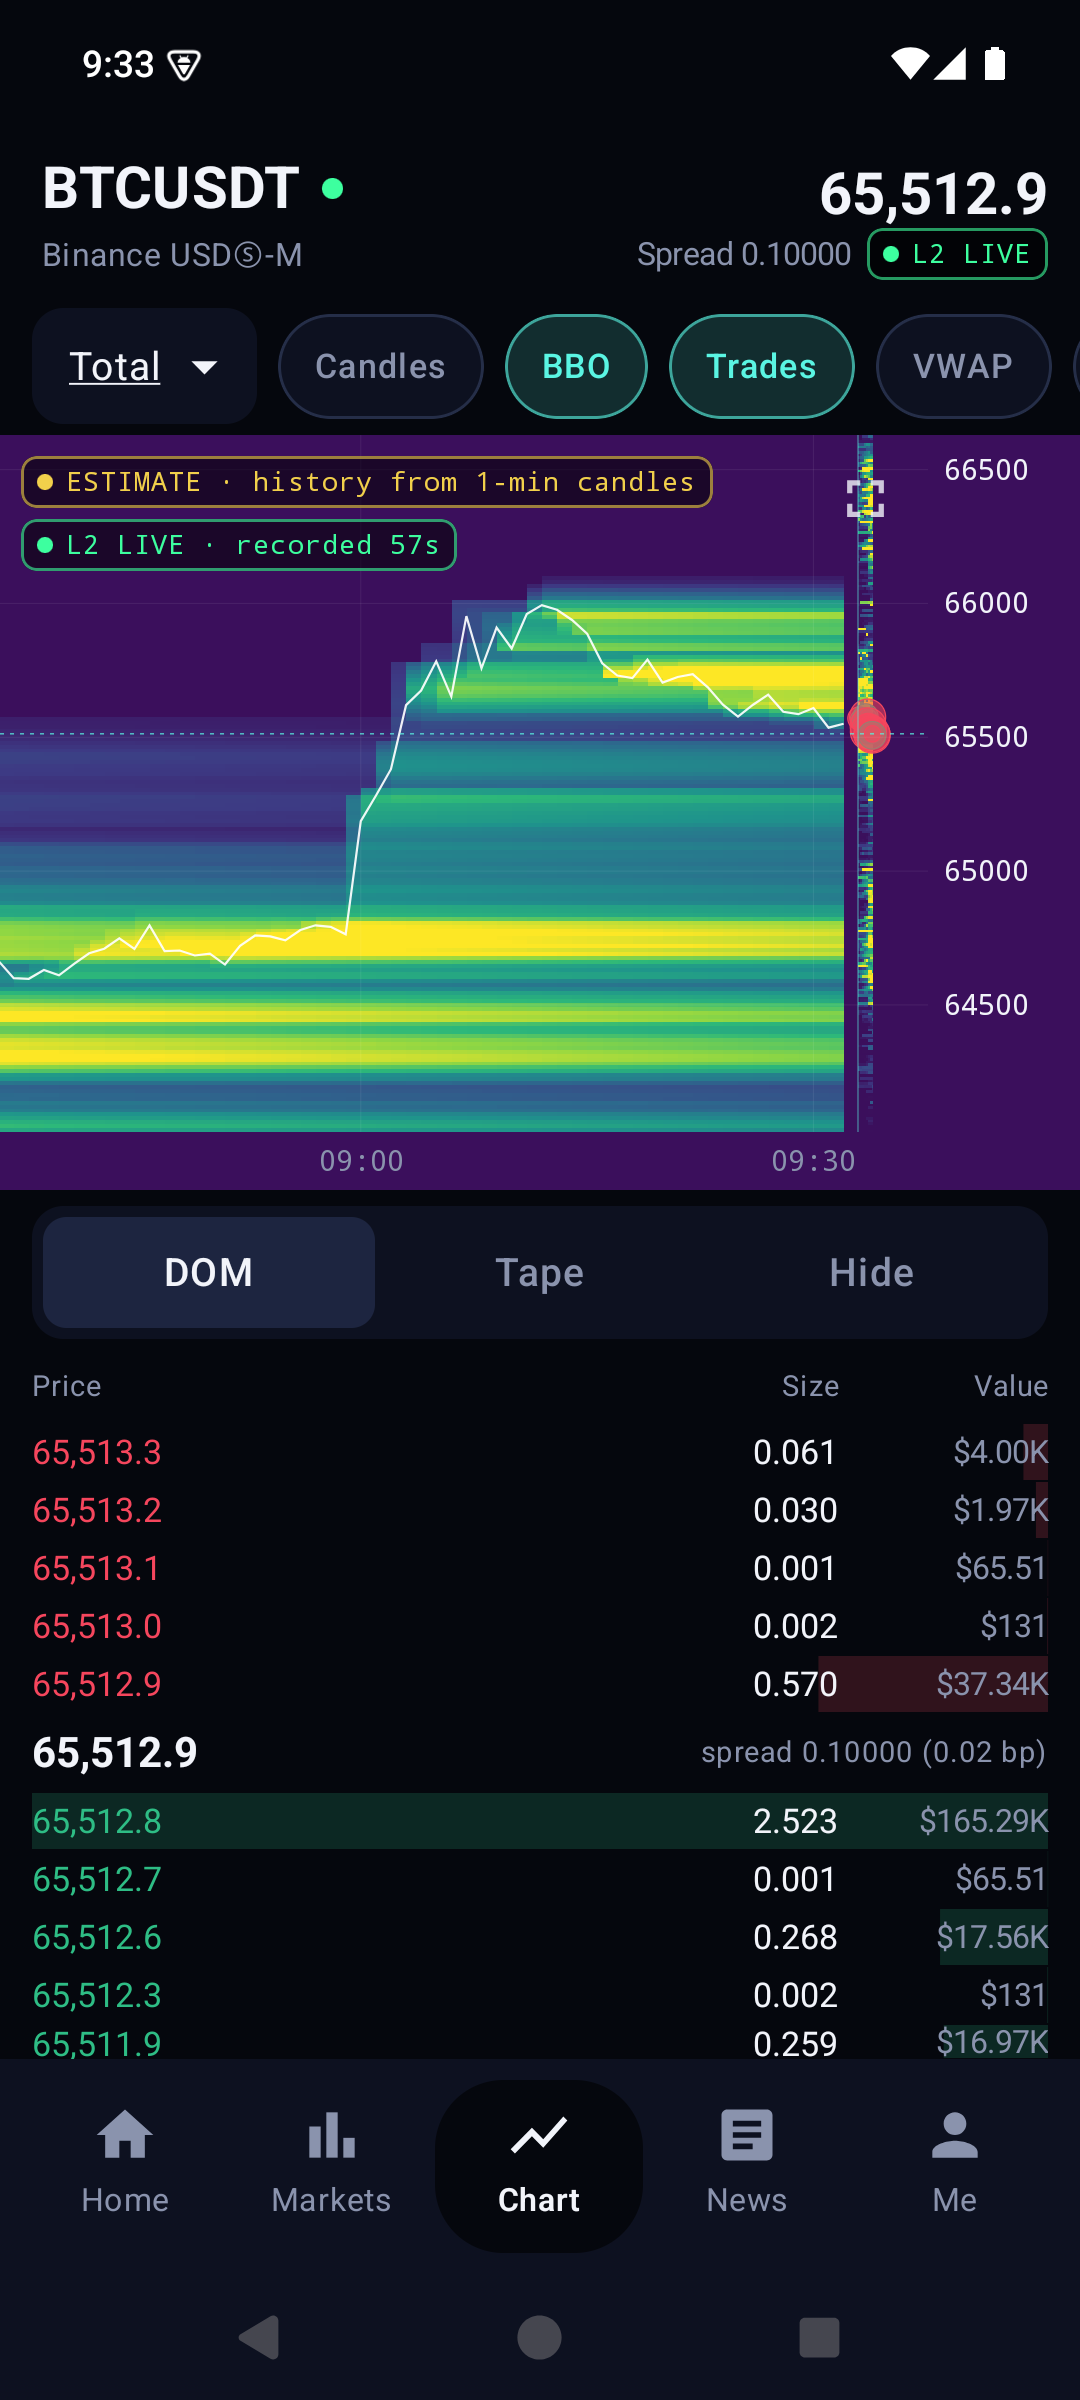 9:33
BTCUSDT
65,512.9
Binance USDⓈ-M
Spread 0.10000
L2 LIVE
Total
Candles
BBO
Trades
VWAP
ESTIMATE · history from 1-min candles
L2 LIVE · recorded 57s
66500
66000
65500
65000
64500
09:00
09:30
DOM
Tape
Hide
Price Size Value
65,513.3 0.061 $4.00K
65,513.2 0.030 $1.97K
65,513.1 0.001 $65.51
65,513.0 0.002 $131
65,512.9 0.570 $37.34K
65,512.9 spread 0.10000 (0.02 bp)
65,512.8 2.523 $165.29K
65,512.7 0.001 $65.51
65,512.6 0.268 $17.56K
65,512.3 0.002 $131
65,511.9 0.259 $16.97K
Home
Markets
Chart
News
Me